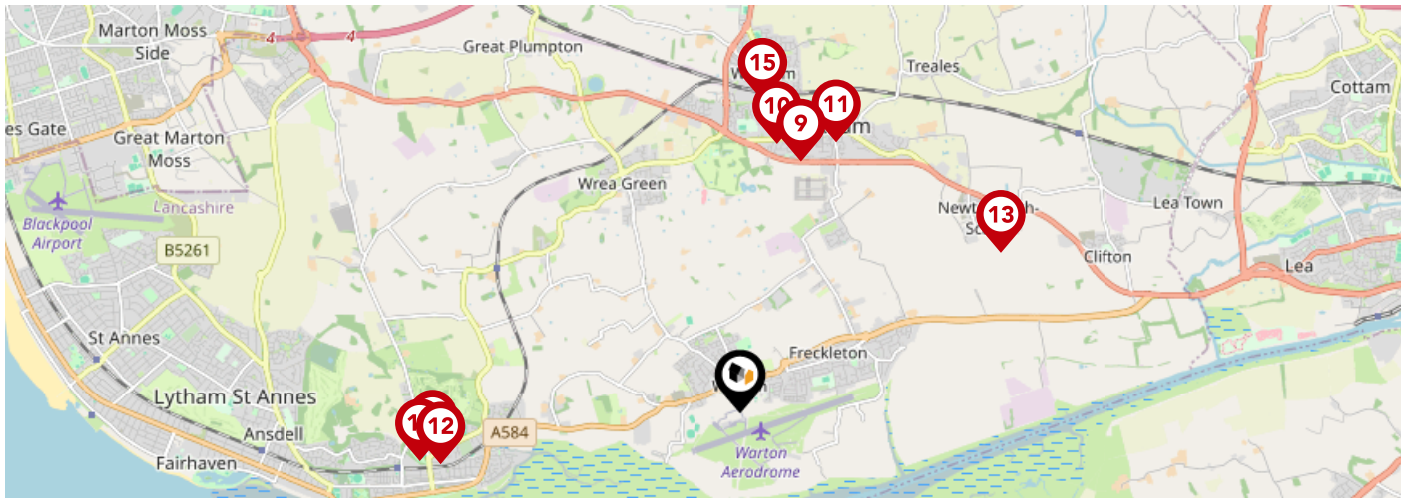 Marton Moss
Side
4
4
Great Plumpton
15
Treales
Cottam
10
11
9
es Gate
Great Marton
Moss
Wrea Green
Lancashire
Blackpool
Airport
B5261
13
Lea Town
Clifton
Lea
St Annes
Freckleton
Lytham St Annes
12
Ansdell
A584
Fairhaven
Warton
Aerodrome